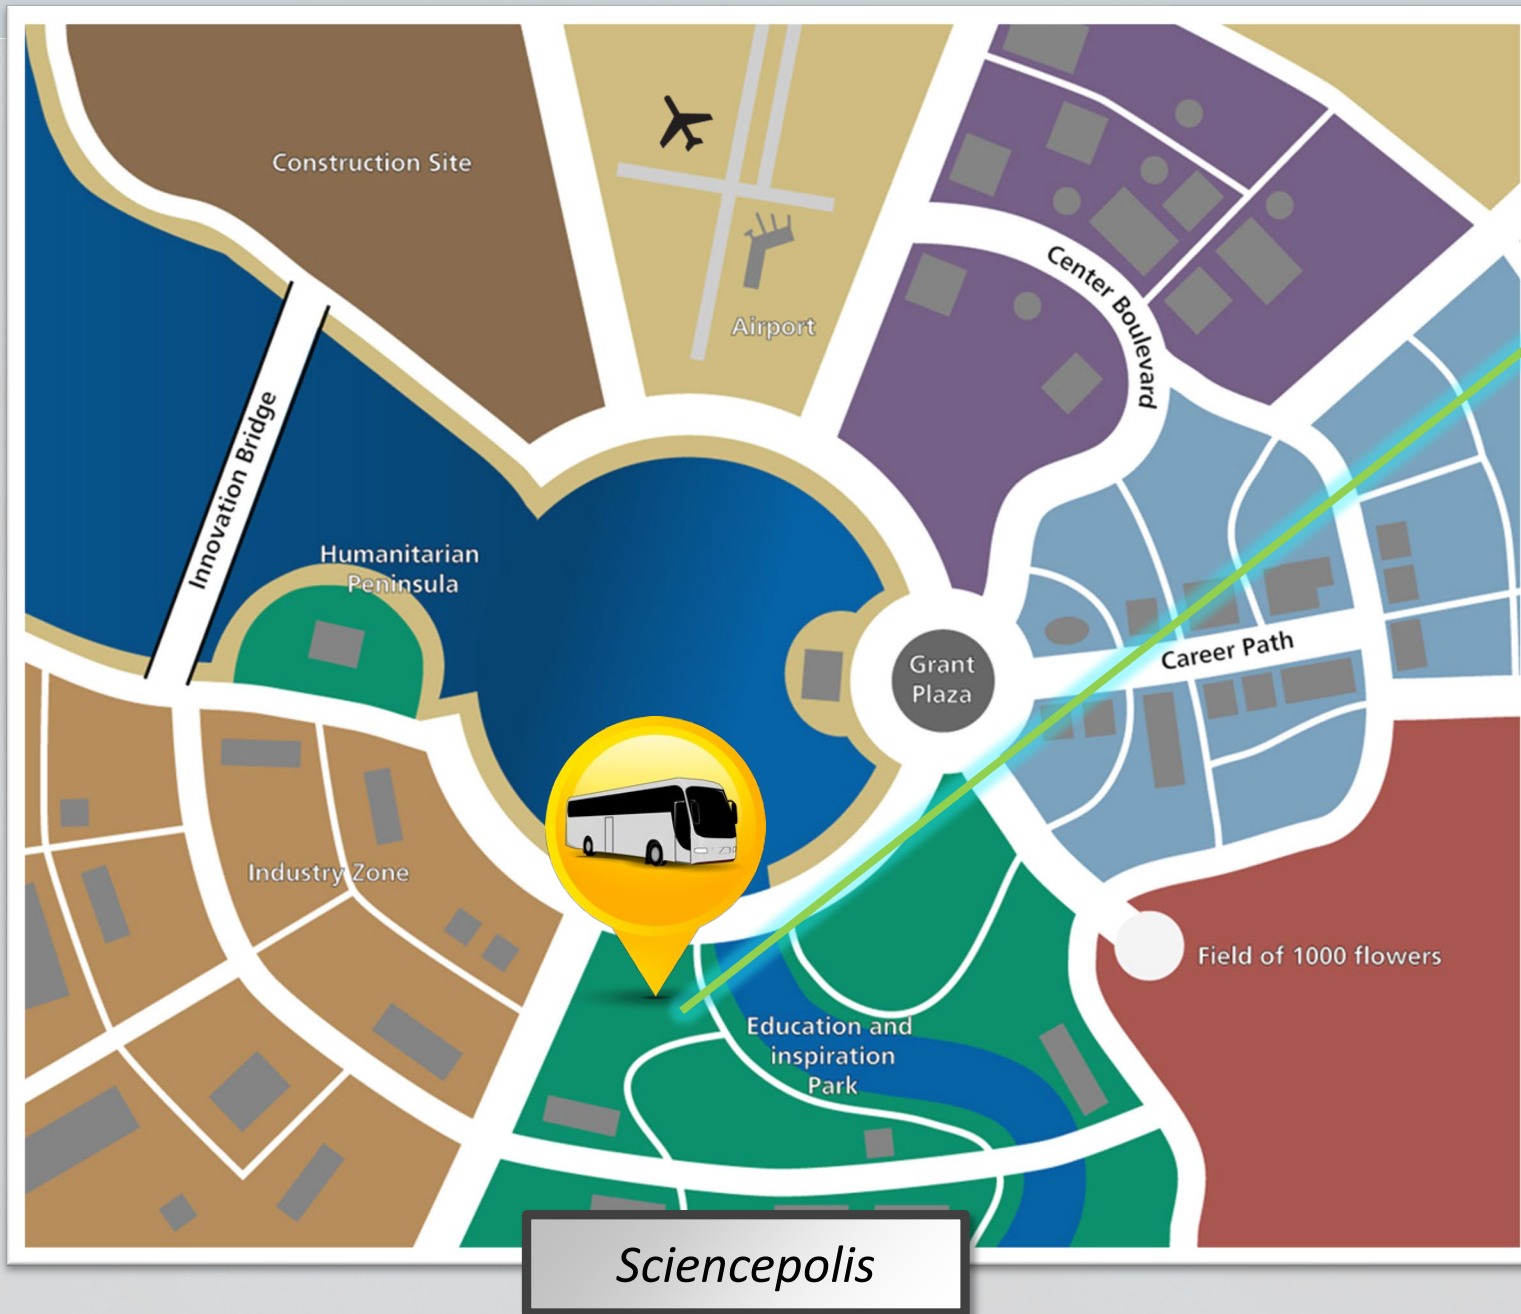 Construction Site
Airport
Center Boulevard
Innovation Bridge
Humanitarian
Peninsula
Grant
Plaza
Career Path
Industry Zone
Field of 1000 flowers
Education and
inspiration
Park
Sciencepolis